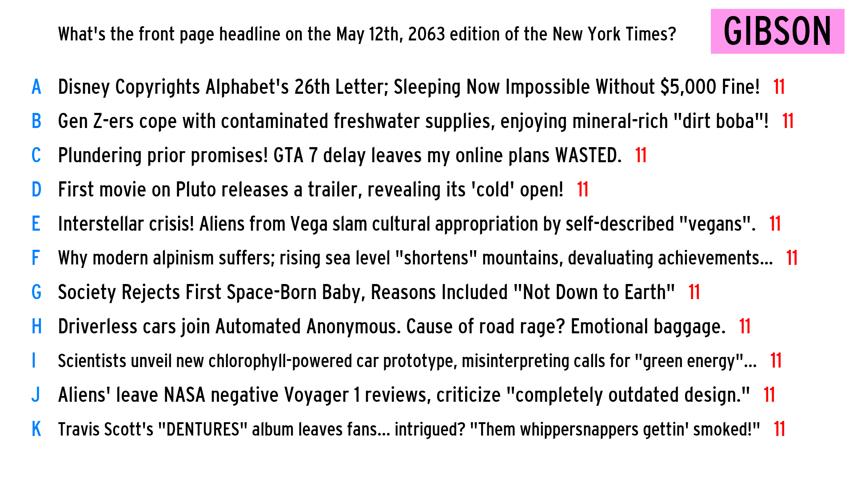 What's the front page headline on the May 12th, 2063 edition of the New York Times?
GIBSON
A Disney Copyrights Alphabet's 26th Letter; Sleeping Now Impossible Without $5,000 Fine! 11
B Gen Z-ers cope with contaminated freshwater supplies, enjoying mineral-rich "dirt boba"! 11
C Plundering prior promises! GTA 7 delay leaves my online plans WASTED. 11
D First movie on Pluto releases a trailer, revealing its 'cold' open! 11
E Interstellar crisis! Aliens from Vega slam cultural appropriation by self-described "vegans". 11
F Why modern alpinism suffers; rising sea level "shortens" mountains, devaluating achievements... 11
G Society Rejects First Space-Born Baby, Reasons Included "Not Down to Earth" 11
H Driverless cars join Automated Anonymous. Cause of road rage? Emotional baggage. 11
I Scientists unveil new chlorophyll-powered car prototype, misinterpreting calls for "green energy"... 11
J Aliens' leave NASA negative Voyager 1 reviews, criticize "completely outdated design." 11
K Travis Scott's "DENTURES" album leaves fans... intrigued? "Them whippersnappers gettin' smoked!" 11